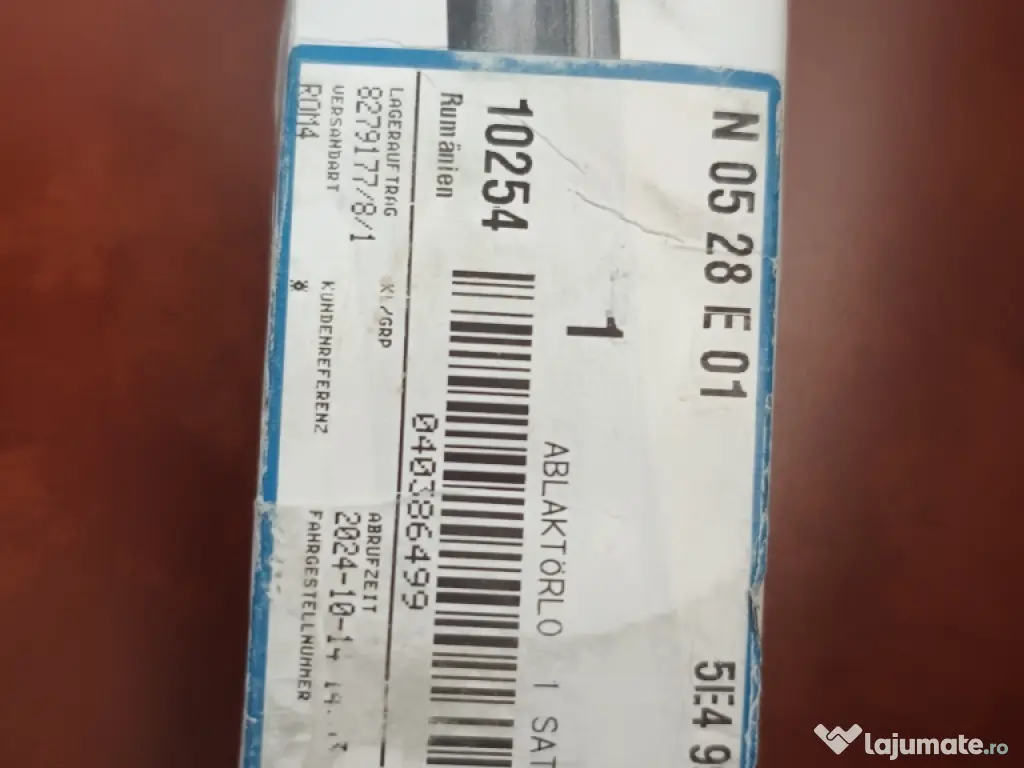 N 05 28 E 01
5E4 9
1
ABLAKTÖRLO 1 SAT
10254
Rumänien
040386499
LAGERAUFTRAG
KL/GRP
ABRUFZEIT
8279177/8/1
2024-10-14
VERSANDART
KUNDENREFERENZ
FAHRGESTELLNUMMER
ROM4
*
lajumate.ro